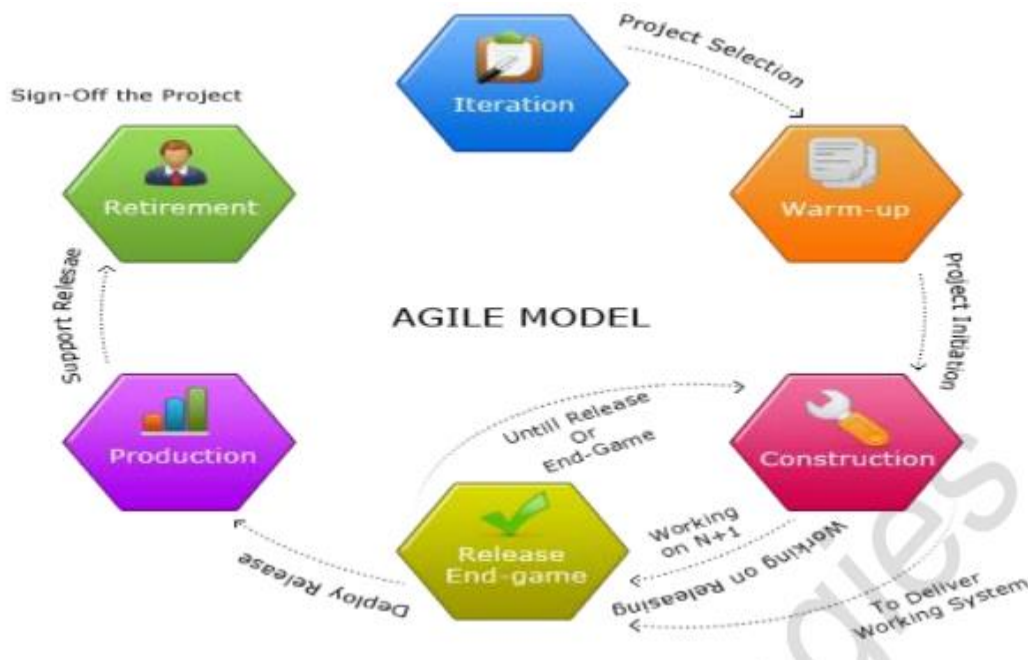 Project Selection
Iteration
Sign-Off the Project
Retirement
Warm-up
Support Relesae
Project Initiation
AGILE MODEL
Untill Release
Or
End-Game
Production
Construction
Working
on N+1
Working on Releasing
Release
End-game
Deploy Release
To Deliver
Working System
gies